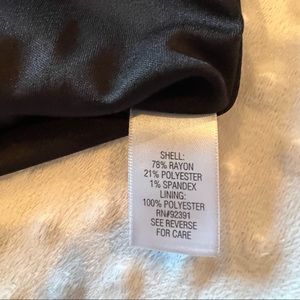 SHELL:
78% RAYON
21% POLYESTER
1% SPANDEX
LINING:
100% POLYESTER
RN#92391
SEE REVERSE
FOR CARE